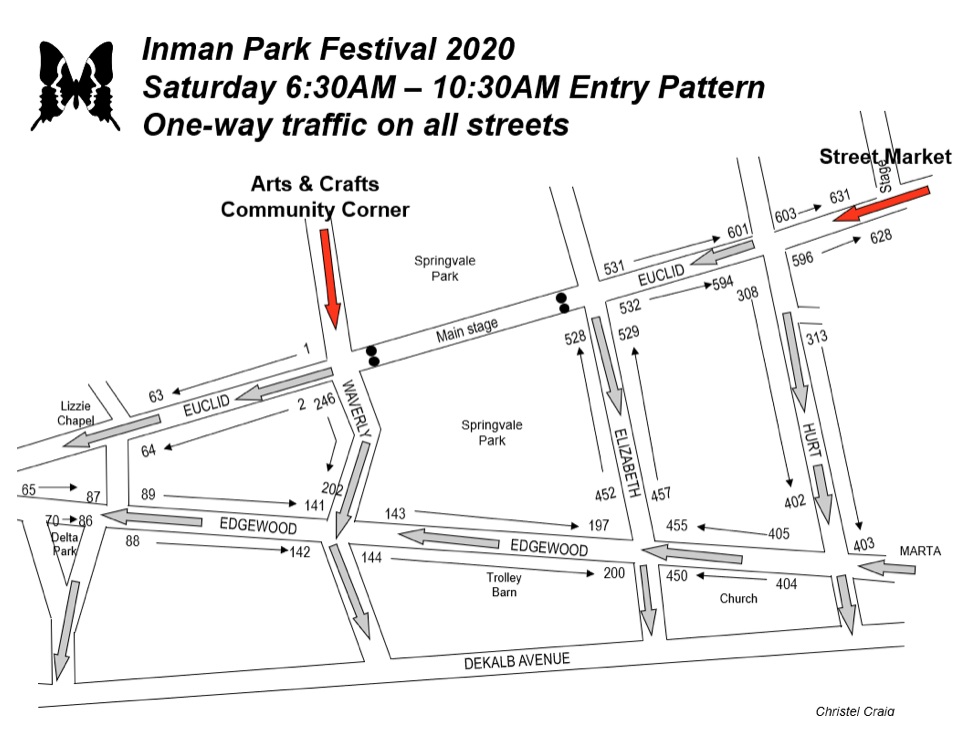 Inman Park Festival 2020
Saturday 6:30AM – 10:30AM Entry Pattern
One-way traffic on all streets
Street Market
Stage
Arts & Crafts
Community Corner
631
603
601
628
596
Springvale
Park
531
EUCLID
594
532
308
Main stage
528
529
313
1
63
EUCLID
2
246
WAVERLY
Lizzie
Chapel
64
Springvale
Park
ELIZABETH
HURT
65
87
89
141
202
452
457
402
70
86
Delta
Park
88
EDGEWOOD
142
143
197
144
EDGEWOOD
200
455
405
403
MARTA
450
404
Trolley
Barn
Church
DEKALB AVENUE
Christel Craig